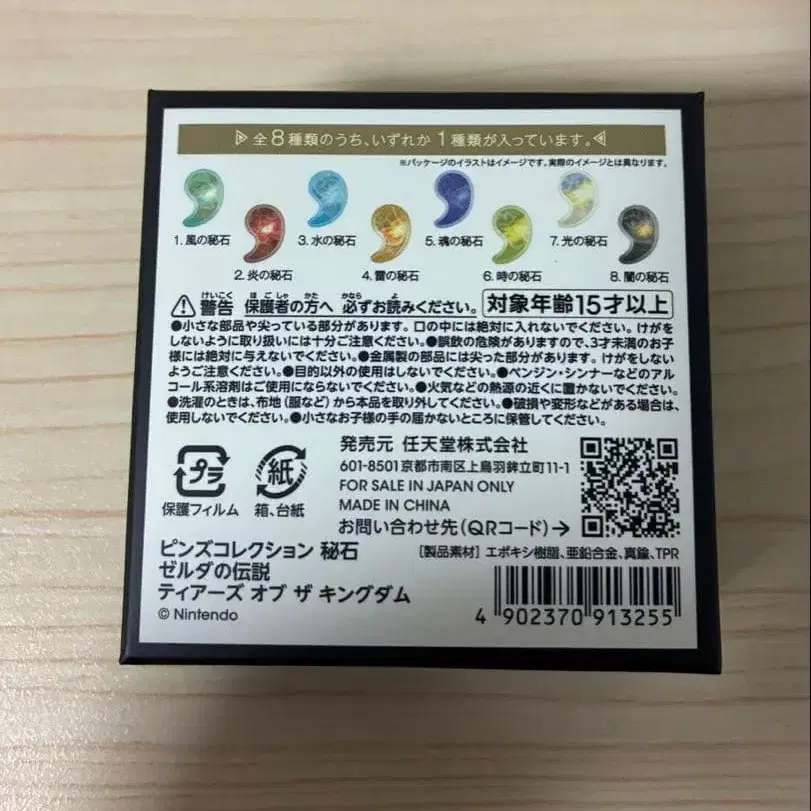 全8種類のうち、いずれか1種類が入っています。
※パッケージのイラストはイメージです。実際のイメージとは異なります。
1. 風の秘石
3. 水の秘石
5. 魂の秘石
7. 光の秘石
2. 炎の秘石
4. 雷の秘石
6. 時の秘石
8. 闇の秘石
けいこく ほごしゃ かた かなら よ
警告 保護者の方へ 必ずお読みください。 対象年齢15才以上
●小さな部品や尖っている部分があります。口の中には絶対に入れないでください。けがを
しないように取り扱いには十分ご注意ください。●誤飲の危険がありますので、3才未満のお子
様には絶対に与えないでください。●金属製の部品には尖った部分があります。けがをしない
ようご注意ください。●目的以外の使用はしないでください。●ベンジン・シンナーなどのアル
コール系溶剤はご使用にならないでください。●火気などの熱源の近くに置かないでください。
●洗濯のときは、布地(服など)から本品を取り外してください。●破損や変形などがある場合は、
使用しないでください。●小さなお子様の手の届かないところに保管してください。
プラ
保護フィルム
紙
箱、台紙
発売元 任天堂株式会社
601-8501 京都市南区上鳥羽鉾立町11-1
FOR SALE IN JAPAN ONLY
MADE IN CHINA
お問い合わせ先(QRコード)→
ピンズコレクション 秘石
ゼルダの伝説
ティアーズ オブ ザ キングダム
© Nintendo
[製品素材] エポキシ樹脂、亜鉛合金、真鍮、TPR
4 902370 913255